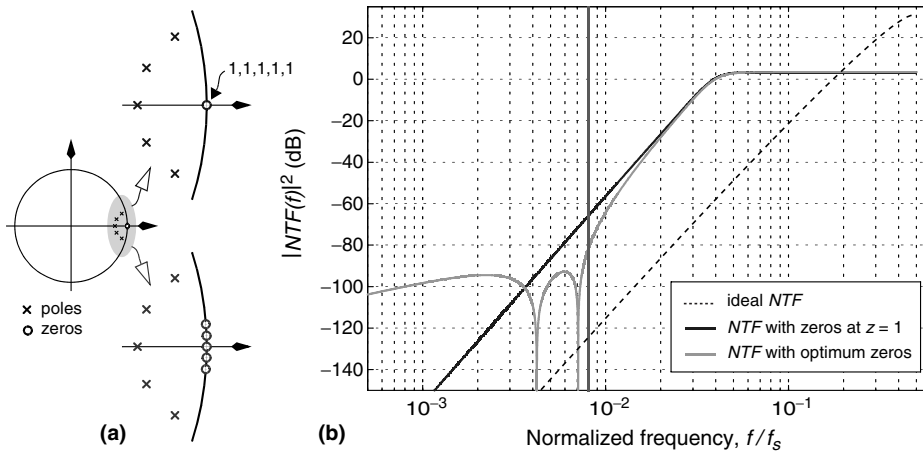 (a)
1,1,1,1,1
poles
zeros
(b)
|NTF(f)|² (dB)
20
0
−20
−40
−60
−80
−100
−120
−140
10⁻³
10⁻²
10⁻¹
Normalized frequency, f/fₛ
ideal NTF
NTF with zeros at z = 1
NTF with optimum zeros